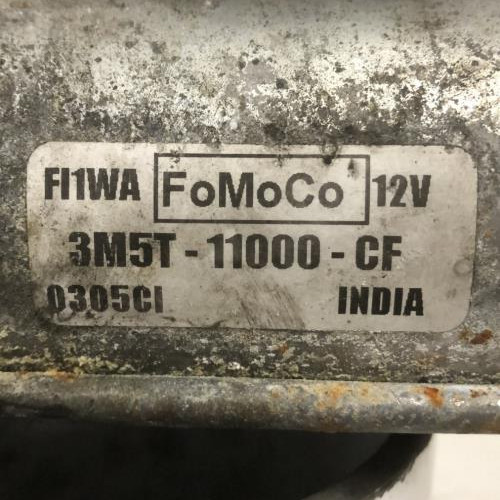 FI1WA FoMoCo 12V
3M5T - 11000 - CF
0305CI INDIA